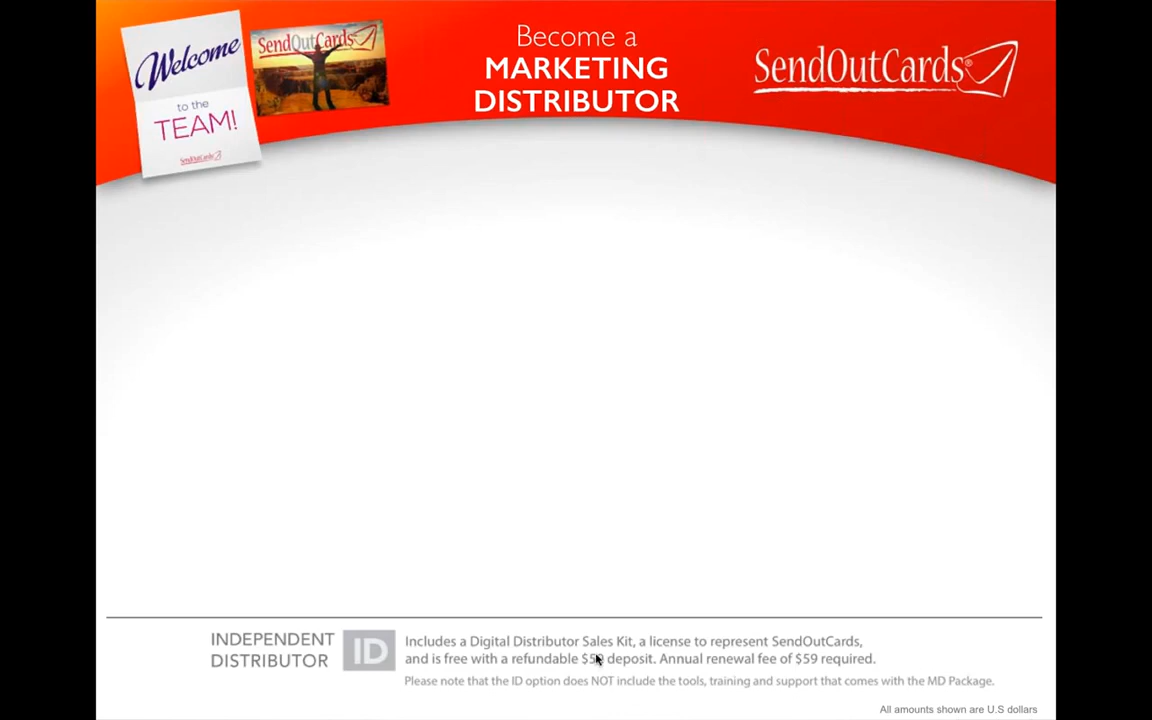 Welcome
to the
TEAM!
SendOutCards
SendOutCards
Become a
MARKETING
DISTRIBUTOR
SendOutCards®
INDEPENDENT
DISTRIBUTOR
ID
Includes a Digital Distributor Sales Kit, a license to represent SendOutCards,
and is free with a refundable deposit. Annual renewal fee of $59 required.
Please note that the ID option does NOT include the tools, training and support that comes with the MD Package.
All amounts shown are U.S dollars